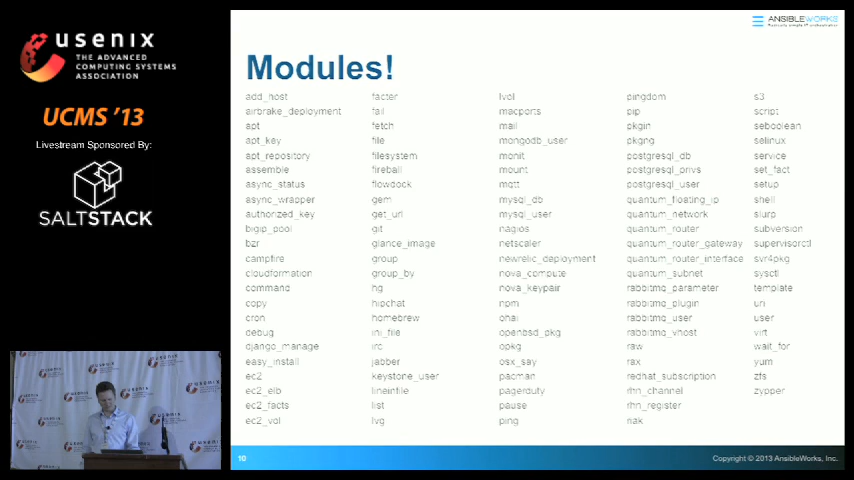 usenix
THE ADVANCED
COMPUTING SYSTEMS
ASSOCIATION
UCMS '13
Livestream Sponsored By:
SALTSTACK
ANSIBLEWORKS
Modules!
add_host
airbrake_deployment
apt
apt_key
apt_repository
assemble
async_status
async_wrapper
authorized_key
bigip_pool
bzr
campfire
cloudformation
command
copy
cron
debug
django_manage
easy_install
ec2
ec2_elb
ec2_facts
ec2_vol
facter
fail
fetch
file
filesystem
fireball
flowdock
gem
get_url
git
glance_image
group
group_by
hg
hipchat
homebrew
ini_file
irc
jabber
keystone_user
lineinfile
list
lvg
lvol
macports
mail
mongodb_user
monit
mount
mqtt
mysql_db
mysql_user
nagios
netscaler
newrelic_deployment
nova_compute
nova_keypair
npm
ohai
openbsd_pkg
opkg
osx_say
pacman
pagerduty
pause
ping
pingdom
pip
pkgin
pkgng
postgresql_db
postgresql_privs
postgresql_user
quantum_floating_ip
quantum_network
quantum_router
quantum_router_gateway
quantum_router_interface
quantum_subnet
rabbitmq_parameter
rabbitmq_plugin
rabbitmq_user
rabbitmq_vhost
raw
rax
redhat_subscription
rhn_channel
rhn_register
s3
script
seboolean
selinux
service
set_fact
setup
shell
slurp
subversion
supervisorctl
svr4pkg
sysctl
template
uri
user
virt
wait_for
yum
zfs
zypper
10
Copyright © 2013 AnsibleWorks, Inc.